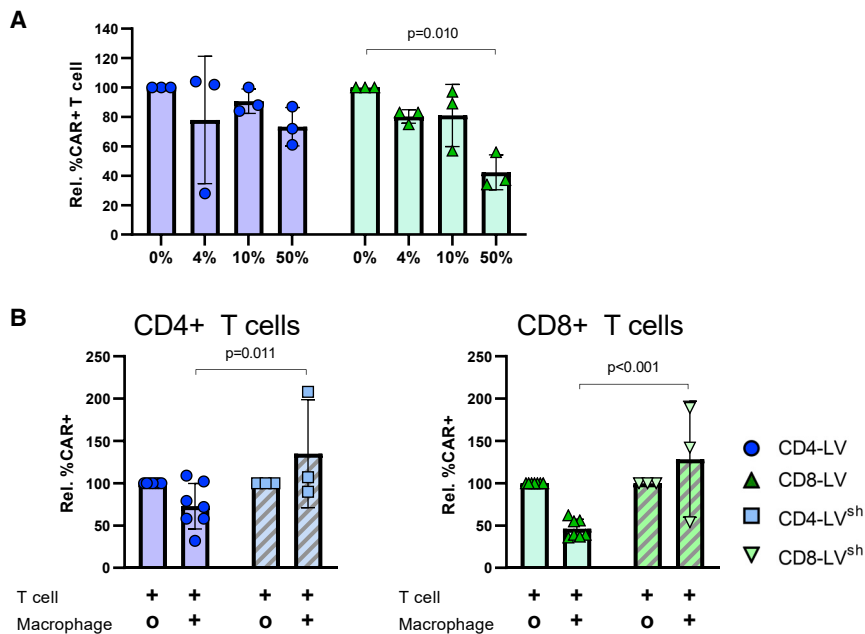 A
Rel. %CAR+ T cell
140
120
100
80
60
40
20
0
p=0.010
0% 4% 10% 50% 0% 4% 10% 50%
B
CD4+ T cells
Rel. %CAR+
250
200
150
100
50
0
p=0.011
CD8+ T cells
Rel. %CAR+
250
200
150
100
50
0
p<0.001
CD4-LV
CD8-LV
CD4-LVsh
CD8-LVsh
T cell + + + +
Macrophage o + o +
T cell + + + +
Macrophage o + o +